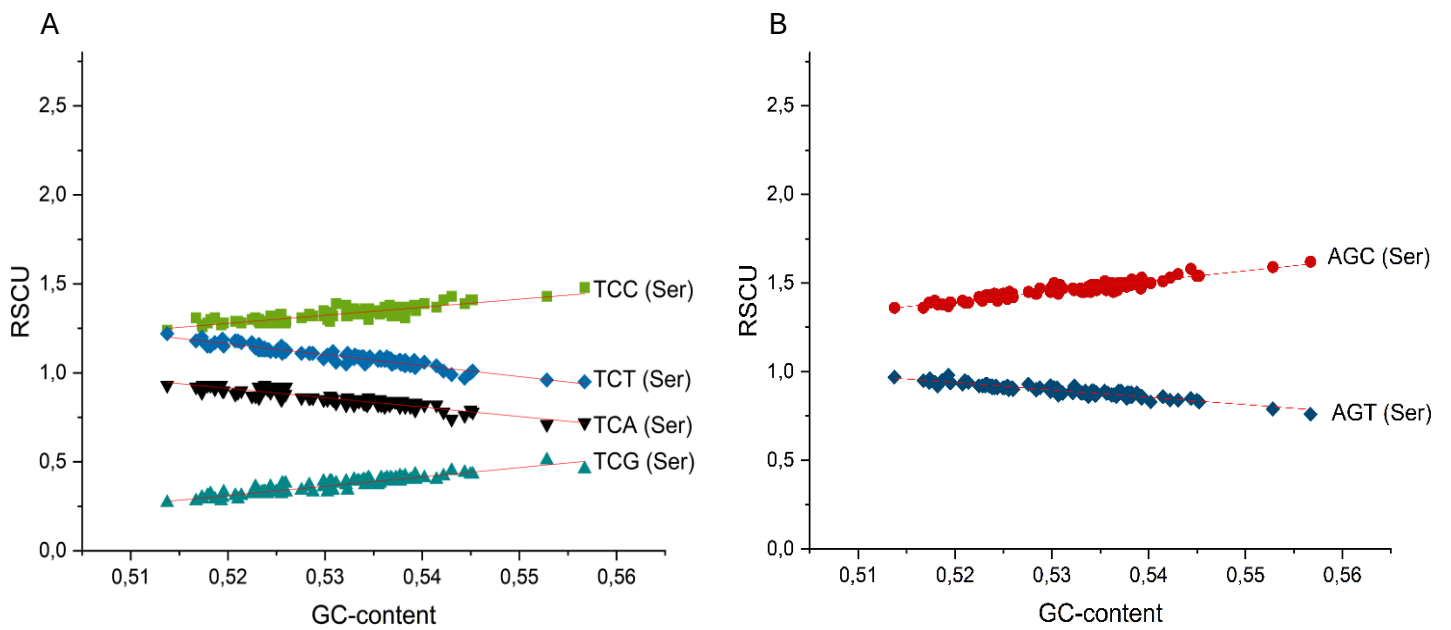 A
2,5
2,0
1,5
1,0
0,5
0,0
RSCU
TCC (Ser)
TCT (Ser)
TCA (Ser)
TCG (Ser)
0,51
0,52
0,53
0,54
0,55
0,56
GC-content
B
2,5
2,0
1,5
1,0
0,5
0,0
RSCU
AGC (Ser)
AGT (Ser)
0,51
0,52
0,53
0,54
0,55
0,56
GC-content